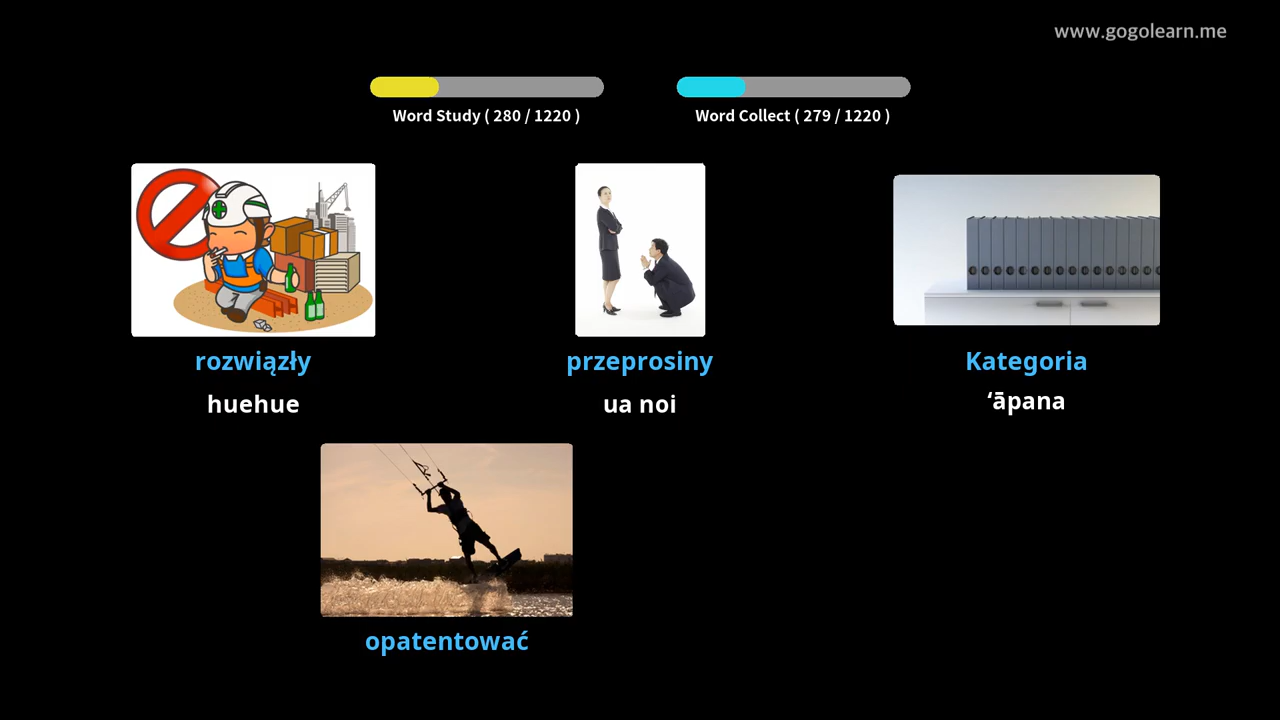 www.gogolearn.me
Word Study ( 280 / 1220 )
Word Collect ( 279 / 1220 )
rozwiązły
przeprosiny
Kategoria
huehue
ua noi
ʻāpana
opatentować